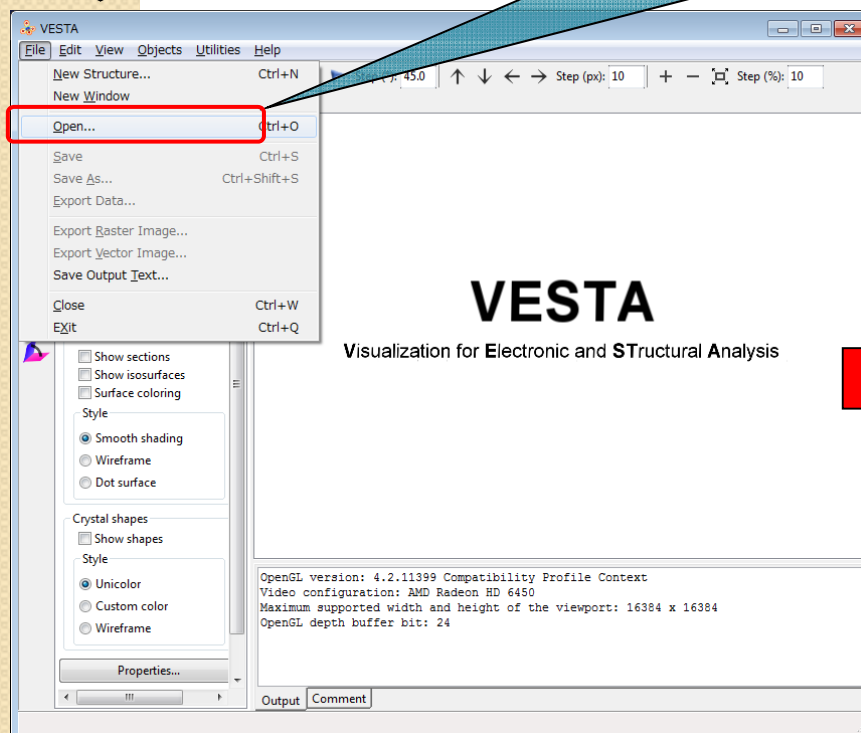 VESTA
File Edit View Objects Utilities Help
New Structure... Ctrl+N
New Window
Open... Ctrl+O
Save Ctrl+S
Save As... Ctrl+Shift+S
Export Data...
Export Raster Image...
Export Vector Image...
Save Output Text...
Close Ctrl+W
EXit Ctrl+Q
45.0 Step (px): 10 Step (%): 10
VESTA
Visualization for Electronic and STructural Analysis
Show sections
Show isosurfaces
Surface coloring
Style
Smooth shading
Wireframe
Dot surface
Crystal shapes
Show shapes
Style
Unicolor
Custom color
Wireframe
Properties...
OpenGL version: 4.2.11399 Compatibility Profile Context
Video configuration: AMD Radeon HD 6450
Maximum supported width and height of the viewport: 16384 x 16384
OpenGL depth buffer bit: 24
Output Comment